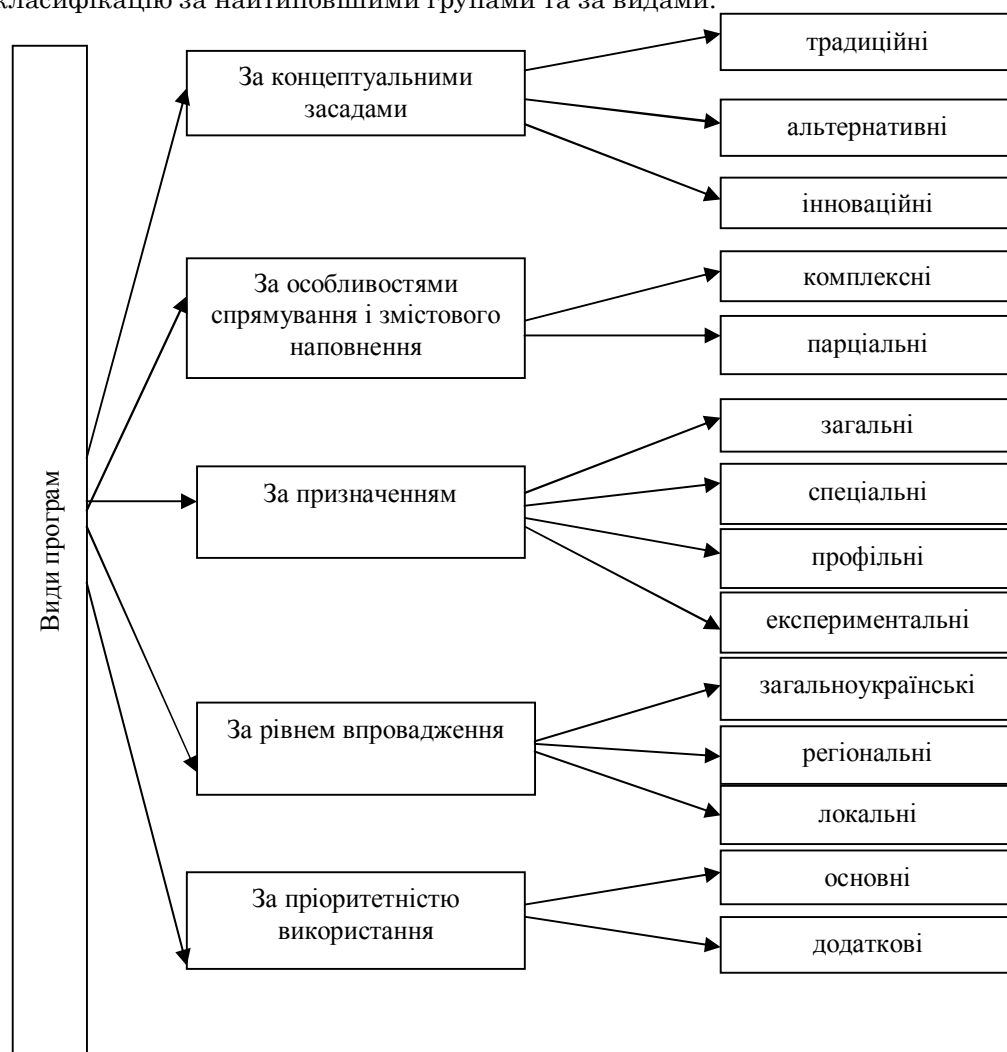 класифікацію за найтиповішими групами та за видами.
Види програм
За концептуальними
засадами
традиційні
альтернативні
інноваційні
За особливостями
спрямування і змістового
наповнення
комплексні
парціальні
За призначенням
загальні
спеціальні
профільні
експериментальні
За рівнем впровадження
загальноукраїнські
регіональні
локальні
За пріоритетністю
використання
основні
додаткові